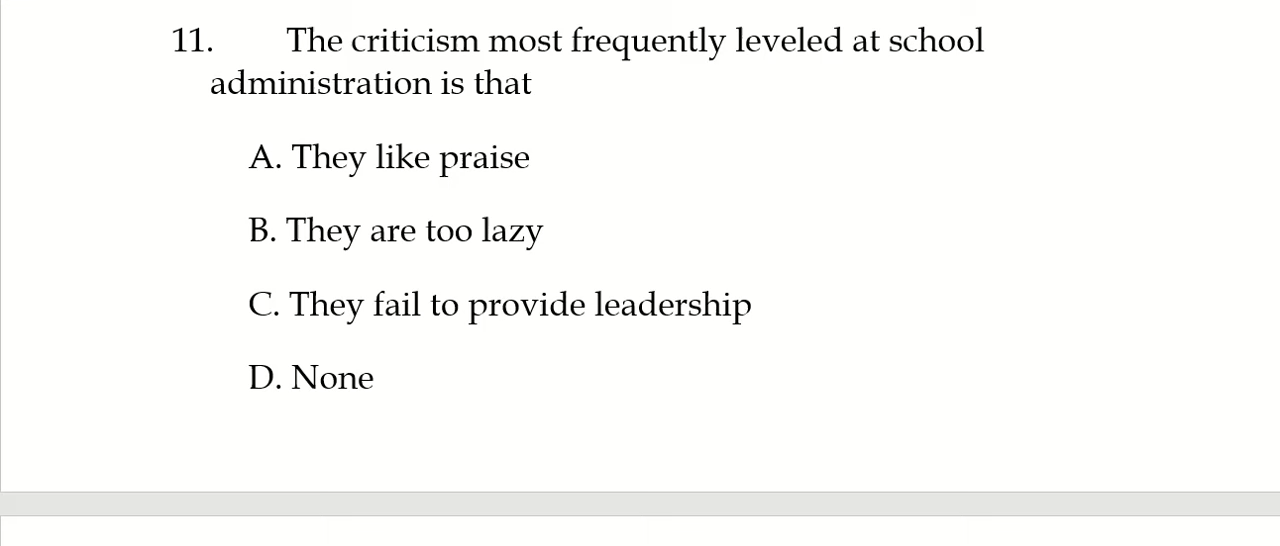 11. The criticism most frequently leveled at school
administration is that
A. They like praise
B. They are too lazy
C. They fail to provide leadership
D. None